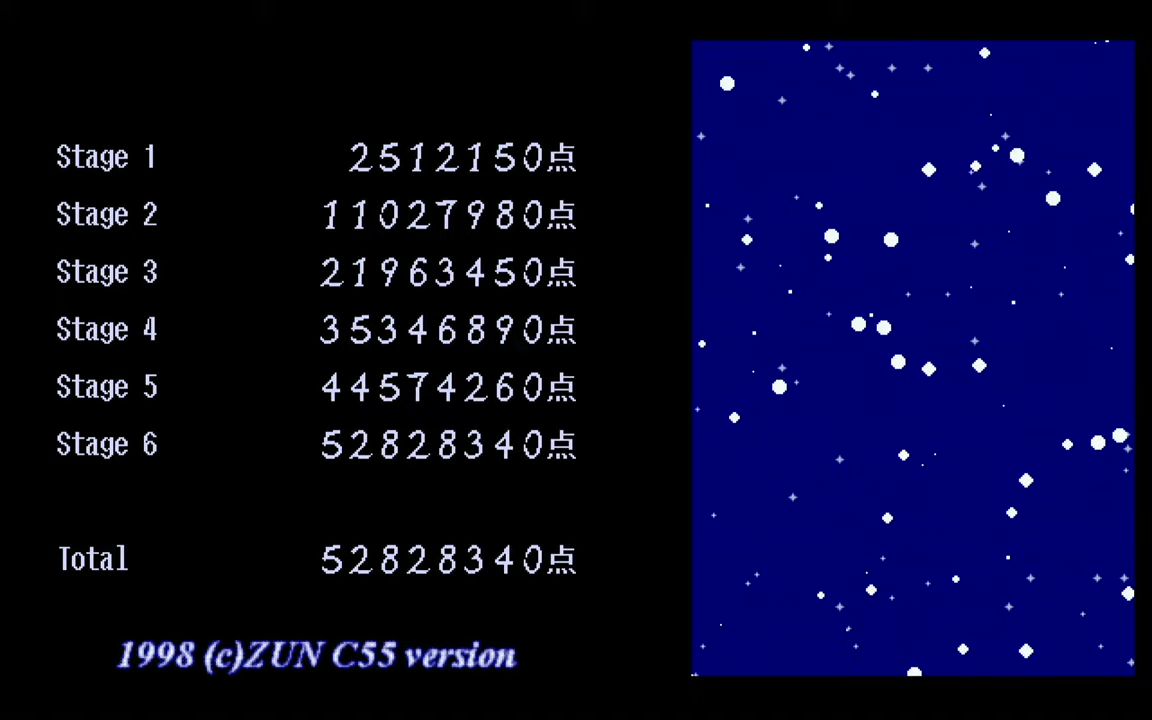 Stage 1 2512150点
Stage 2 11027980点
Stage 3 21963450点
Stage 4 35346890点
Stage 5 44574260点
Stage 6 52828340点
Total 52828340点
1998 (c)ZUN C55 version